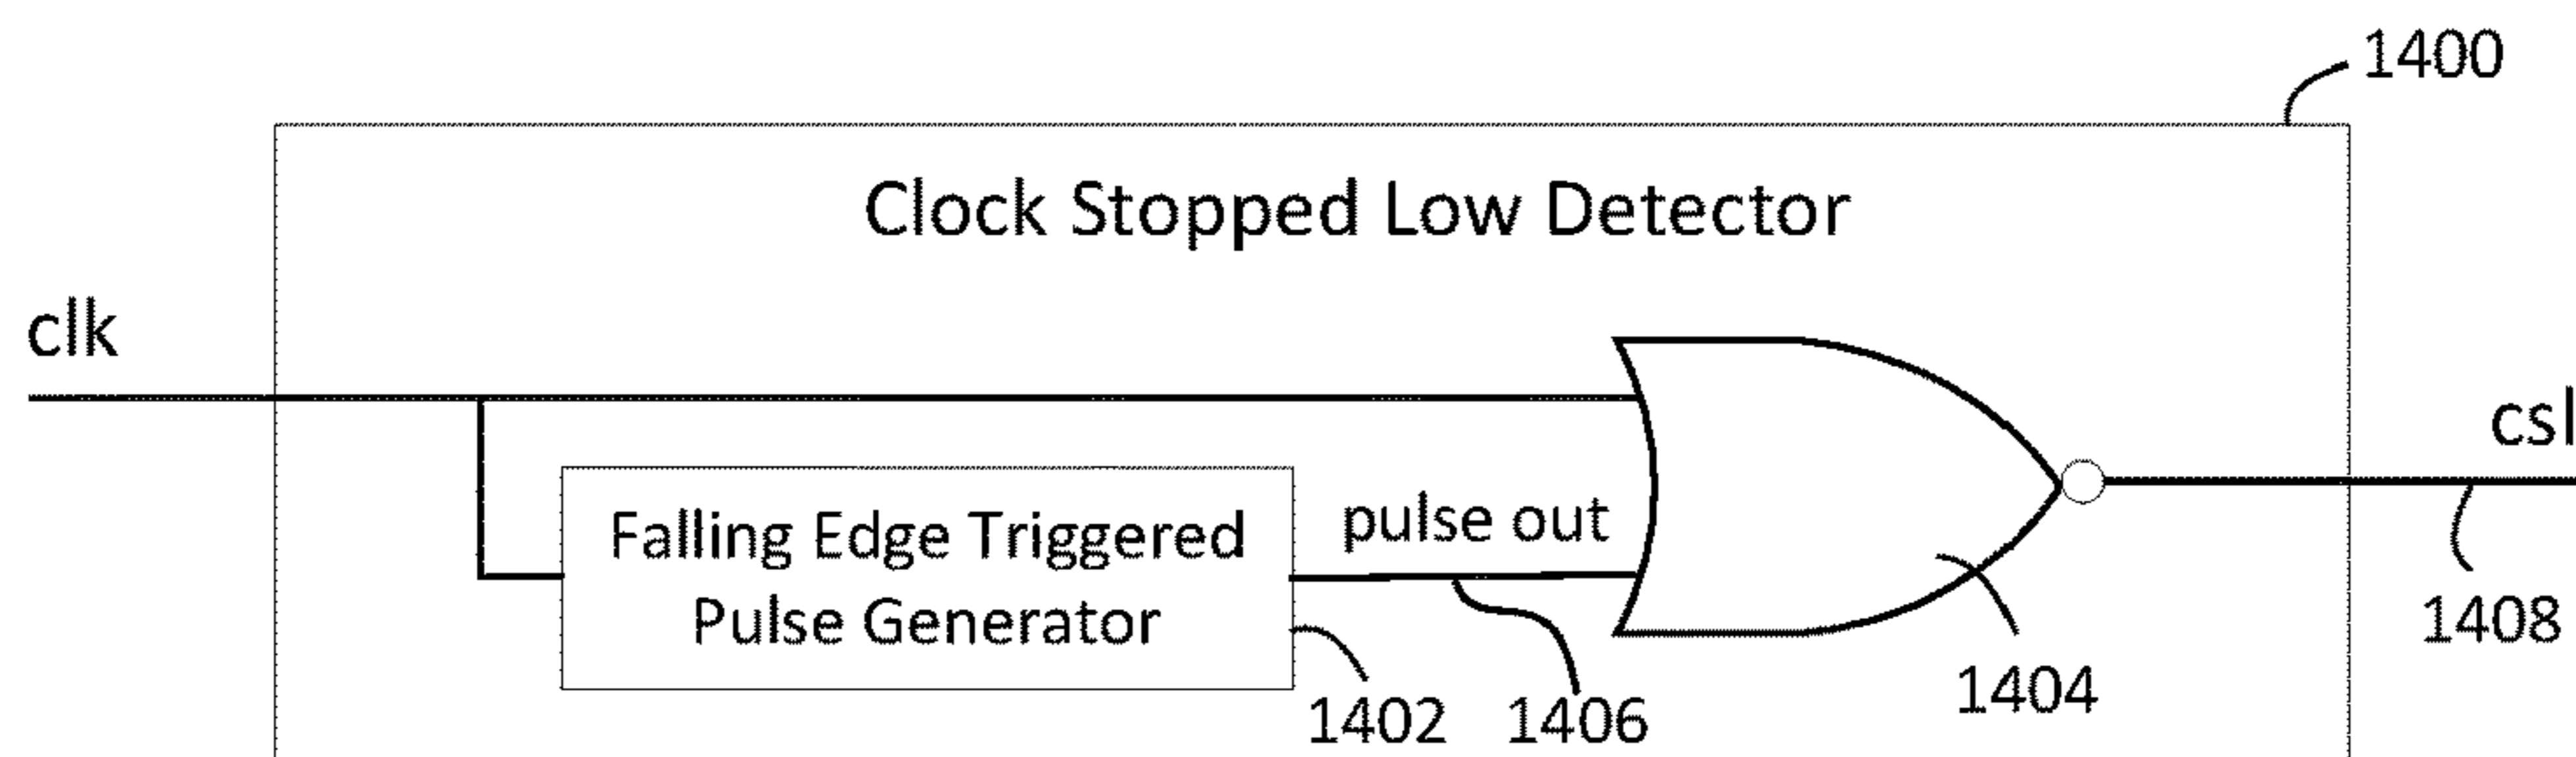 1400
Clock Stopped Low Detector
clk
csl
Falling Edge Triggered
Pulse Generator
pulse out
1402
1406
1404
1408